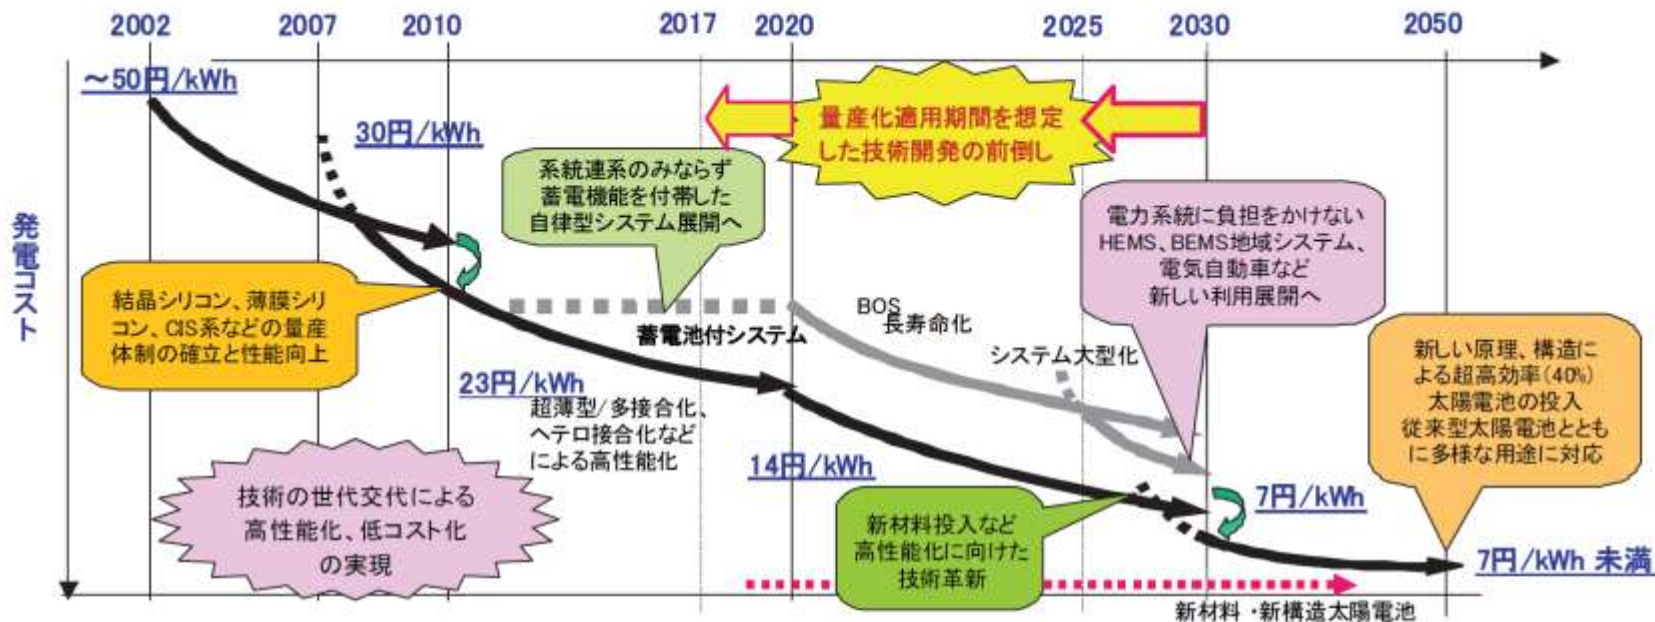 2002
2007
2010
2017
2020
2025
2030
2050
～50円/kWh
30円/kWh
量産化適用期間を想定
した技術開発の前倒し
系統連系のみならず
蓄電機能を付帯した
自律型システム展開へ
電力系統に負担をかけない
HEMS、BEMS地域システム、
電気自動車など
新しい利用展開へ
発電コスト
結晶シリコン、薄膜シリ
コン、CIS系などの量産
体制の確立と性能向上
BOS
長寿命化
蓄電池付システム
システム大型化
新しい原理、構造に
よる超高効率(40%)
太陽電池の投入
従来型太陽電池ととも
に多様な用途に対応
23円/kWh
超薄型/多接合化、
ヘテロ接合化など
による高性能化
14円/kWh
7円/kWh
技術の世代交代による
高性能化、低コスト化
の実現
新材料投入など
高性能化に向けた
技術革新
7円/kWh 未満
新材料・新構造太陽電池